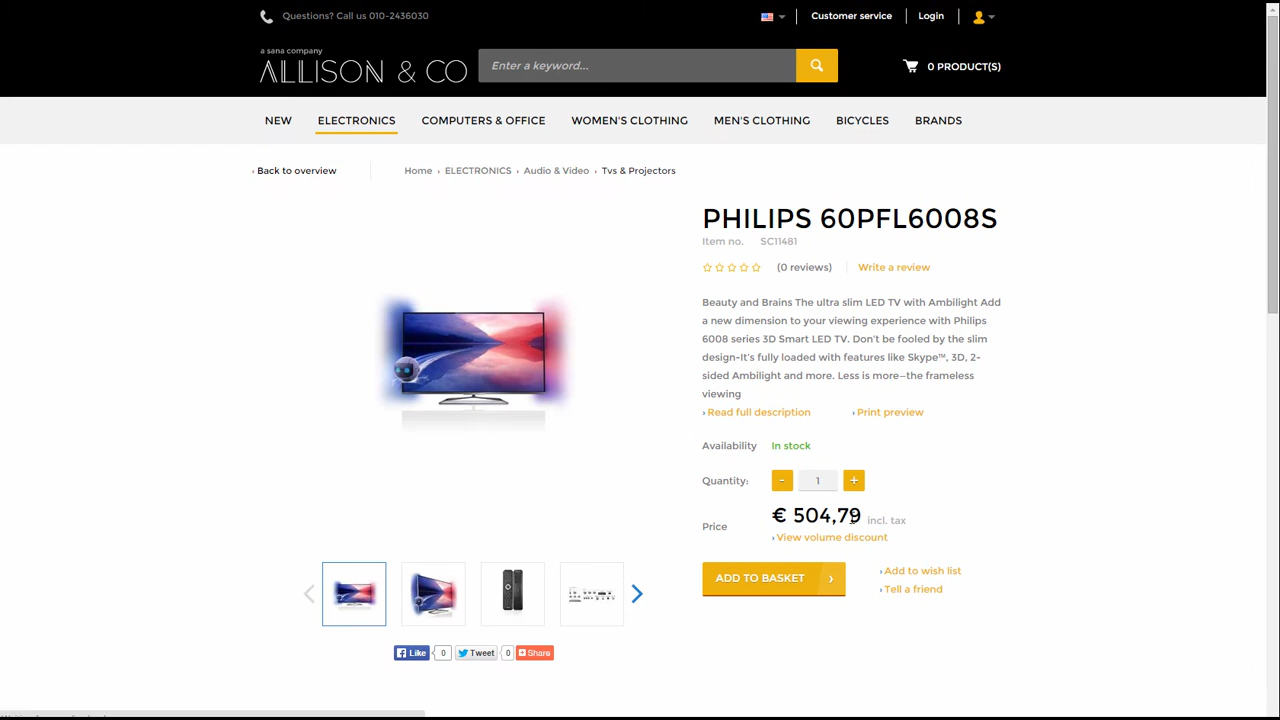 Questions? Call us 010-2436030
Customer service
Login
a sana company
ALLISON & CO
Enter a keyword...
0 PRODUCT(S)
NEW ELECTRONICS COMPUTERS & OFFICE WOMEN'S CLOTHING MEN'S CLOTHING BICYCLES BRANDS
‹ Back to overview
Home › ELECTRONICS › Audio & Video › Tvs & Projectors
PHILIPS 60PFL6008S
Item no. SC11481
(0 reviews)
Write a review
Beauty and Brains The ultra slim LED TV with Ambilight Add
a new dimension to your viewing experience with Philips
6008 series 3D Smart LED TV. Don't be fooled by the slim
design-It's fully loaded with features like Skype™, 3D, 2-
sided Ambilight and more. Less is more—the frameless
viewing
› Read full description
› Print preview
Availability In stock
Quantity: - 1 +
Price € 504,79 incl. tax
› View volume discount
ADD TO BASKET ›
› Add to wish list
› Tell a friend
Like 0 Tweet 0 Share